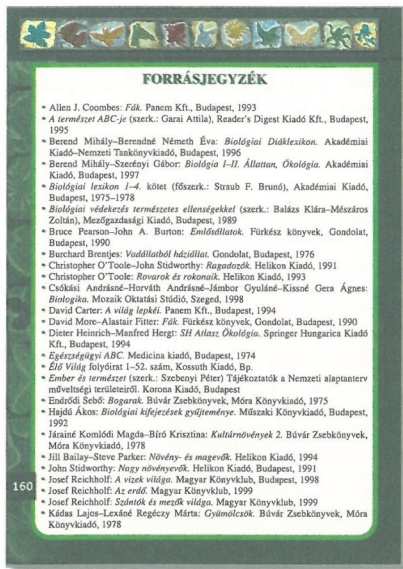 FORRÁSJEGYZÉK
• Allen J. Coombes: Fák. Panem Kft., Budapest, 1993
• A természet ABC-je (szerk.: Garai Attila), Reader's Digest Kiadó Kft., Budapest,
1995
• Berend Mihály–Berendné Németh Éva: Biológiai Diáklexikon. Akadémiai
Kiadó–Nemzeti Tankönyvkiadó, Budapest, 1996
• Berend Mihály–Szerényi Gábor: Biológia I–II. Állattan, Ökológia. Akadémiai
Kiadó, Budapest, 1997
• Biológiai lexikon 1–4. kötet (főszerk.: Straub F. Brunó), Akadémiai Kiadó,
Budapest, 1975–1978
• Biológiai védekezés természetes ellenségekkel (szerk.: Balázs Klára–Mészáros
Zoltán), Mezőgazdasági Kiadó, Budapest, 1989
• Bruce Pearson–John A. Burton: Emlősállatok. Fürkész könyvek, Gondolat,
Budapest, 1990
• Burchard Brentjes: Vadállatból háziállat. Gondolat, Budapest, 1976
• Christopher O'Toole–John Stidworthy: Ragadozók. Helikon Kiadó, 1991
• Christopher O'Toole: Rovarok és rokonaik. Helikon Kiadó, 1993
• Csókási Andrásné–Horváth Andrásné–Jámbor Gyuláné–Kissné Gera Ágnes:
Biologika. Mozaik Oktatási Stúdió, Szeged, 1998
• David Carter: A világ lepkéi. Panem Kft., Budapest, 1994
• David More–Alastair Fitter: Fák. Fürkész könyvek, Gondolat, Budapest, 1990
• Dieter Heinrich–Manfred Hergt: SH Atlasz Ökológia. Springer Hungarica Kiadó
Kft., Budapest, 1994
• Egészségügyi ABC. Medicina kiadó, Budapest, 1974
• Élő Világ folyóirat 1–52. szám, Kossuth Kiadó, Bp.
• Ember és természet (szerk.: Szebenyi Péter) Tájékoztatók a Nemzeti alaptanterv
műveltségi területeiről. Korona Kiadó, Budapest
• Endrődi Sebő: Bogarak. Búvár Zsebkönyvek, Móra Könyvkiadó, 1975
• Hajdú Ákos: Biológiai kifejezések gyűjteménye. Műszaki Könyvkiadó, Budapest,
1992
• Járainé Komlódi Magda–Bíró Krisztina: Kultúrnövények 2. Búvár Zsebkönyvek,
Móra Könyvkiadó, 1978
• Jill Bailay–Steve Parker: Növény- és magevők. Helikon Kiadó, 1994
• John Stidworthy: Nagy növényevők. Helikon Kiadó, Budapest, 1991
• Josef Reichholf: A vizek világa. Magyar Könyvklub, Budapest, 1998
• Josef Reichholf: Az erdő. Magyar Könyvklub, 1999
• Josef Reichholf: Szántók és mezők világa. Magyar Könyvklub, 1999
• Kádas Lajos–Lexáné Regéczy Márta: Gyümölcsök. Búvár Zsebkönyvek, Móra
Könyvkiadó, 1978
160